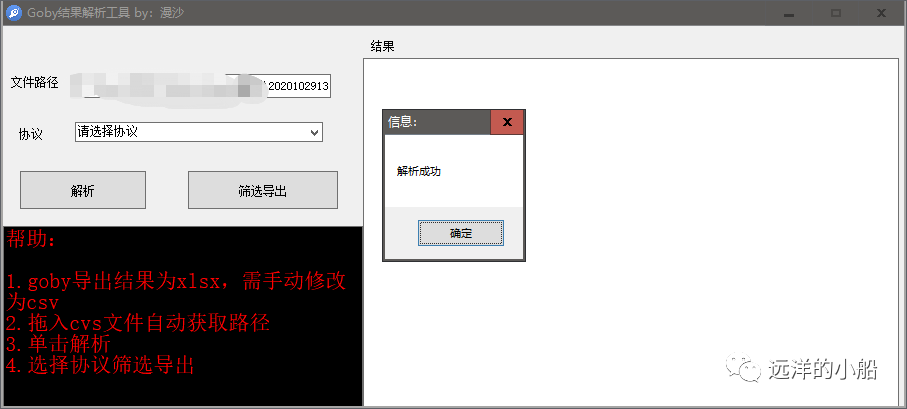 Goby结果解析工具 by: 漫沙
结果
文件路径
2020102913
协议
请选择协议
解析
筛选导出
信息:
解析成功
确定
帮助:
1.goby导出结果为xlsx, 需手动修改
为csv
2.拖入cvs文件自动获取路径
3.单击解析
4.选择协议筛选导出
远洋的小船